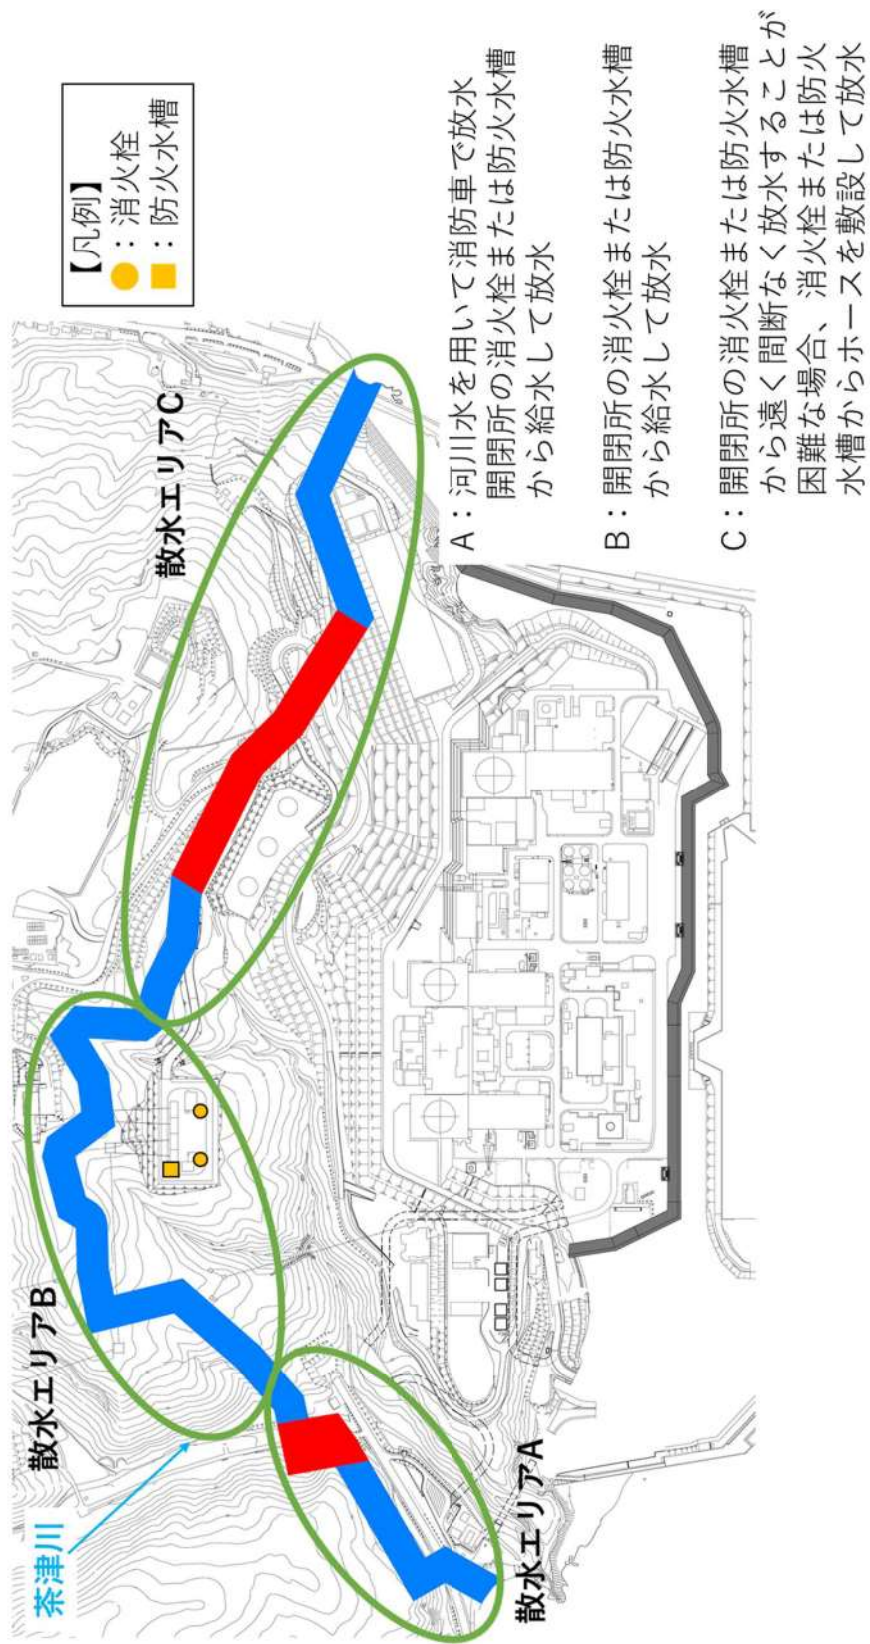 【凡例】
●：消火栓
■：防火水槽
散水エリアC
散水エリアB
茶津川
散水エリアA
A：河川水を用いて消防車で放水
開閉所の消火栓または防火水槽
から給水して放水
B：開閉所の消火栓または防火水槽
から給水して放水
C：開閉所の消火栓または防火水槽
から遠く間断なく放水することが
困難な場合、消火栓または防火
水槽からホースを敷設して放水